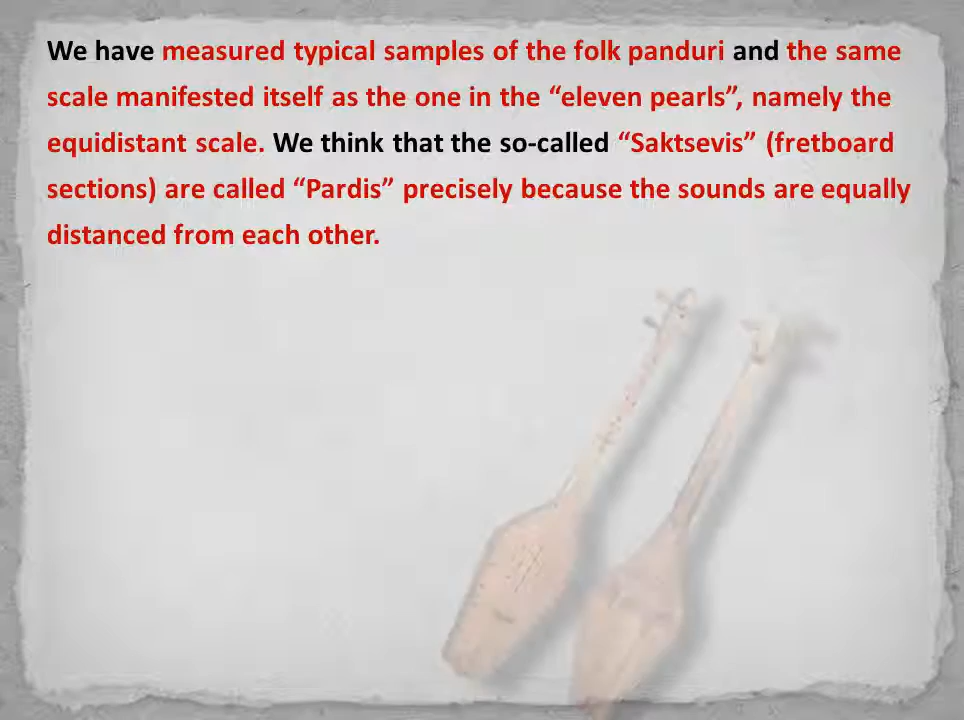 We have measured typical samples of the folk panduri and the same
scale manifested itself as the one in the “eleven pearls”, namely the
equidistant scale. We think that the so-called “Saktsevis” (fretboard
sections) are called “Pardis” precisely because the sounds are equally
distanced from each other.